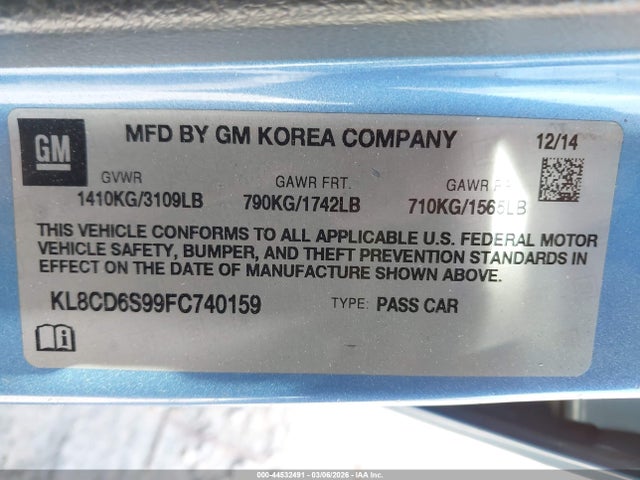 GM
MFD BY GM KOREA COMPANY
12/14
GVWR
GAWR FRT.
GAWR
1410KG/3109LB
790KG/1742LB
710KG/1565LB
THIS VEHICLE CONFORMS TO ALL APPLICABLE U.S. FEDERAL MOTOR
VEHICLE SAFETY, BUMPER, AND THEFT PREVENTION STANDARDS IN
EFFECT ON THE DATE OF MANUFACTURE SHOWN ABOVE.
KL8CD6S99FC740159
TYPE: PASS CAR
000-44532491 - 03/06/2026 - IAA Inc.